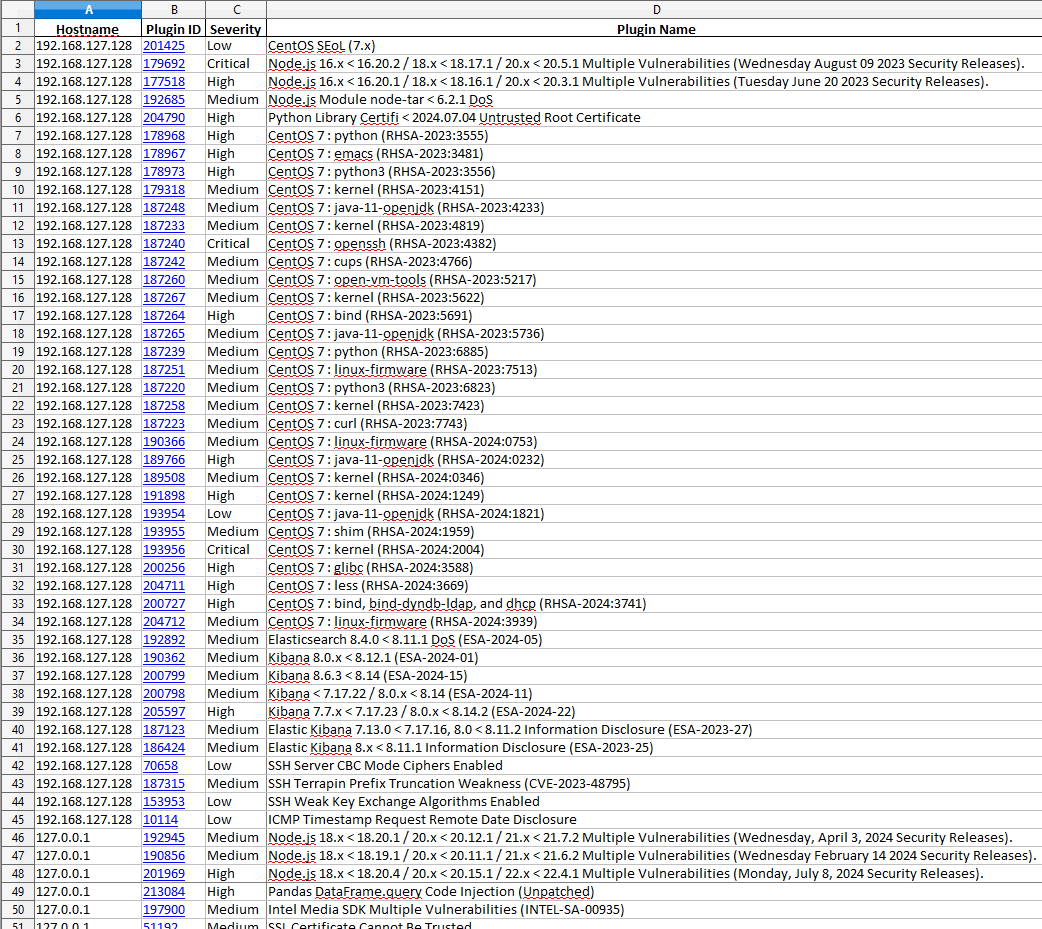 A B C D
1 Hostname Plugin ID Severity Plugin Name
2 192.168.127.128 201425 Low CentOS SEoL (7.x)
3 192.168.127.128 179692 Critical Node.js 16.x < 16.20.2 / 18.x < 18.17.1 / 20.x < 20.5.1 Multiple Vulnerabilities (Wednesday August 09 2023 Security Releases).
4 192.168.127.128 177518 High Node.js 16.x < 16.20.1 / 18.x < 18.16.1 / 20.x < 20.3.1 Multiple Vulnerabilities (Tuesday June 20 2023 Security Releases).
5 192.168.127.128 192685 Medium Node.js Module node-tar < 6.2.1 DoS
6 192.168.127.128 204790 High Python Library Certifi < 2024.07.04 Untrusted Root Certificate
7 192.168.127.128 178968 High CentOS 7 : python (RHSA-2023:3555)
8 192.168.127.128 178967 High CentOS 7 : emacs (RHSA-2023:3481)
9 192.168.127.128 178973 High CentOS 7 : python3 (RHSA-2023:3556)
10 192.168.127.128 179318 Medium CentOS 7 : kernel (RHSA-2023:4151)
11 192.168.127.128 187248 Medium CentOS 7 : java-11-openjdk (RHSA-2023:4233)
12 192.168.127.128 187233 Medium CentOS 7 : kernel (RHSA-2023:4819)
13 192.168.127.128 187240 Critical CentOS 7 : openssh (RHSA-2023:4382)
14 192.168.127.128 187242 Medium CentOS 7 : cups (RHSA-2023:4766)
15 192.168.127.128 187260 Medium CentOS 7 : open-vm-tools (RHSA-2023:5217)
16 192.168.127.128 187267 Medium CentOS 7 : kernel (RHSA-2023:5622)
17 192.168.127.128 187264 High CentOS 7 : bind (RHSA-2023:5691)
18 192.168.127.128 187265 Medium CentOS 7 : java-11-openjdk (RHSA-2023:5736)
19 192.168.127.128 187239 Medium CentOS 7 : python (RHSA-2023:6885)
20 192.168.127.128 187251 Medium CentOS 7 : linux-firmware (RHSA-2023:7513)
21 192.168.127.128 187220 Medium CentOS 7 : python3 (RHSA-2023:6823)
22 192.168.127.128 187258 Medium CentOS 7 : kernel (RHSA-2023:7423)
23 192.168.127.128 187223 Medium CentOS 7 : curl (RHSA-2023:7743)
24 192.168.127.128 190366 Medium CentOS 7 : linux-firmware (RHSA-2024:0753)
25 192.168.127.128 189766 High CentOS 7 : java-11-openjdk (RHSA-2024:0232)
26 192.168.127.128 189508 Medium CentOS 7 : kernel (RHSA-2024:0346)
27 192.168.127.128 191898 High CentOS 7 : kernel (RHSA-2024:1249)
28 192.168.127.128 193954 Low CentOS 7 : java-11-openjdk (RHSA-2024:1821)
29 192.168.127.128 193955 Medium CentOS 7 : shim (RHSA-2024:1959)
30 192.168.127.128 193956 Critical CentOS 7 : kernel (RHSA-2024:2004)
31 192.168.127.128 200256 High CentOS 7 : glibc (RHSA-2024:3588)
32 192.168.127.128 204711 High CentOS 7 : less (RHSA-2024:3669)
33 192.168.127.128 200727 High CentOS 7 : bind, bind-dyndb-ldap, and dhcp (RHSA-2024:3741)
34 192.168.127.128 204712 Medium CentOS 7 : linux-firmware (RHSA-2024:3939)
35 192.168.127.128 192892 Medium Elasticsearch 8.4.0 < 8.11.1 DoS (ESA-2024-05)
36 192.168.127.128 190362 Medium Kibana 8.0.x < 8.12.1 (ESA-2024-01)
37 192.168.127.128 200799 Medium Kibana 8.6.3 < 8.14 (ESA-2024-15)
38 192.168.127.128 200798 Medium Kibana < 7.17.22 / 8.0.x < 8.14 (ESA-2024-11)
39 192.168.127.128 205597 High Kibana 7.7.x < 7.17.23 / 8.0.x < 8.14.2 (ESA-2024-22)
40 192.168.127.128 187123 Medium Elastic Kibana 7.13.0 < 7.17.16, 8.0 < 8.11.2 Information Disclosure (ESA-2023-27)
41 192.168.127.128 186424 Medium Elastic Kibana 8.x < 8.11.1 Information Disclosure (ESA-2023-25)
42 192.168.127.128 70658 Low SSH Server CBC Mode Ciphers Enabled
43 192.168.127.128 187315 Medium SSH Terrapin Prefix Truncation Weakness (CVE-2023-48795)
44 192.168.127.128 153953 Low SSH Weak Key Exchange Algorithms Enabled
45 192.168.127.128 10114 Low ICMP Timestamp Request Remote Date Disclosure
46 127.0.0.1 192945 Medium Node.js 18.x < 18.20.1 / 20.x < 20.12.1 / 21.x < 21.7.2 Multiple Vulnerabilities (Wednesday, April 3, 2024 Security Releases).
47 127.0.0.1 190856 Medium Node.js 18.x < 18.19.1 / 20.x < 20.11.1 / 21.x < 21.6.2 Multiple Vulnerabilities (Wednesday February 14 2024 Security Releases).
48 127.0.0.1 201969 High Node.js 18.x < 18.20.4 / 20.x < 20.15.1 / 22.x < 22.4.1 Multiple Vulnerabilities (Monday, July 8, 2024 Security Releases).
49 127.0.0.1 213084 High Pandas DataFrame.query Code Injection (Unpatched)
50 127.0.0.1 197900 Medium Intel Media SDK Multiple Vulnerabilities (INTEL-SA-00935)
51 127.0.0.1 51192 Medium SSL Certificate Cannot Be Trusted